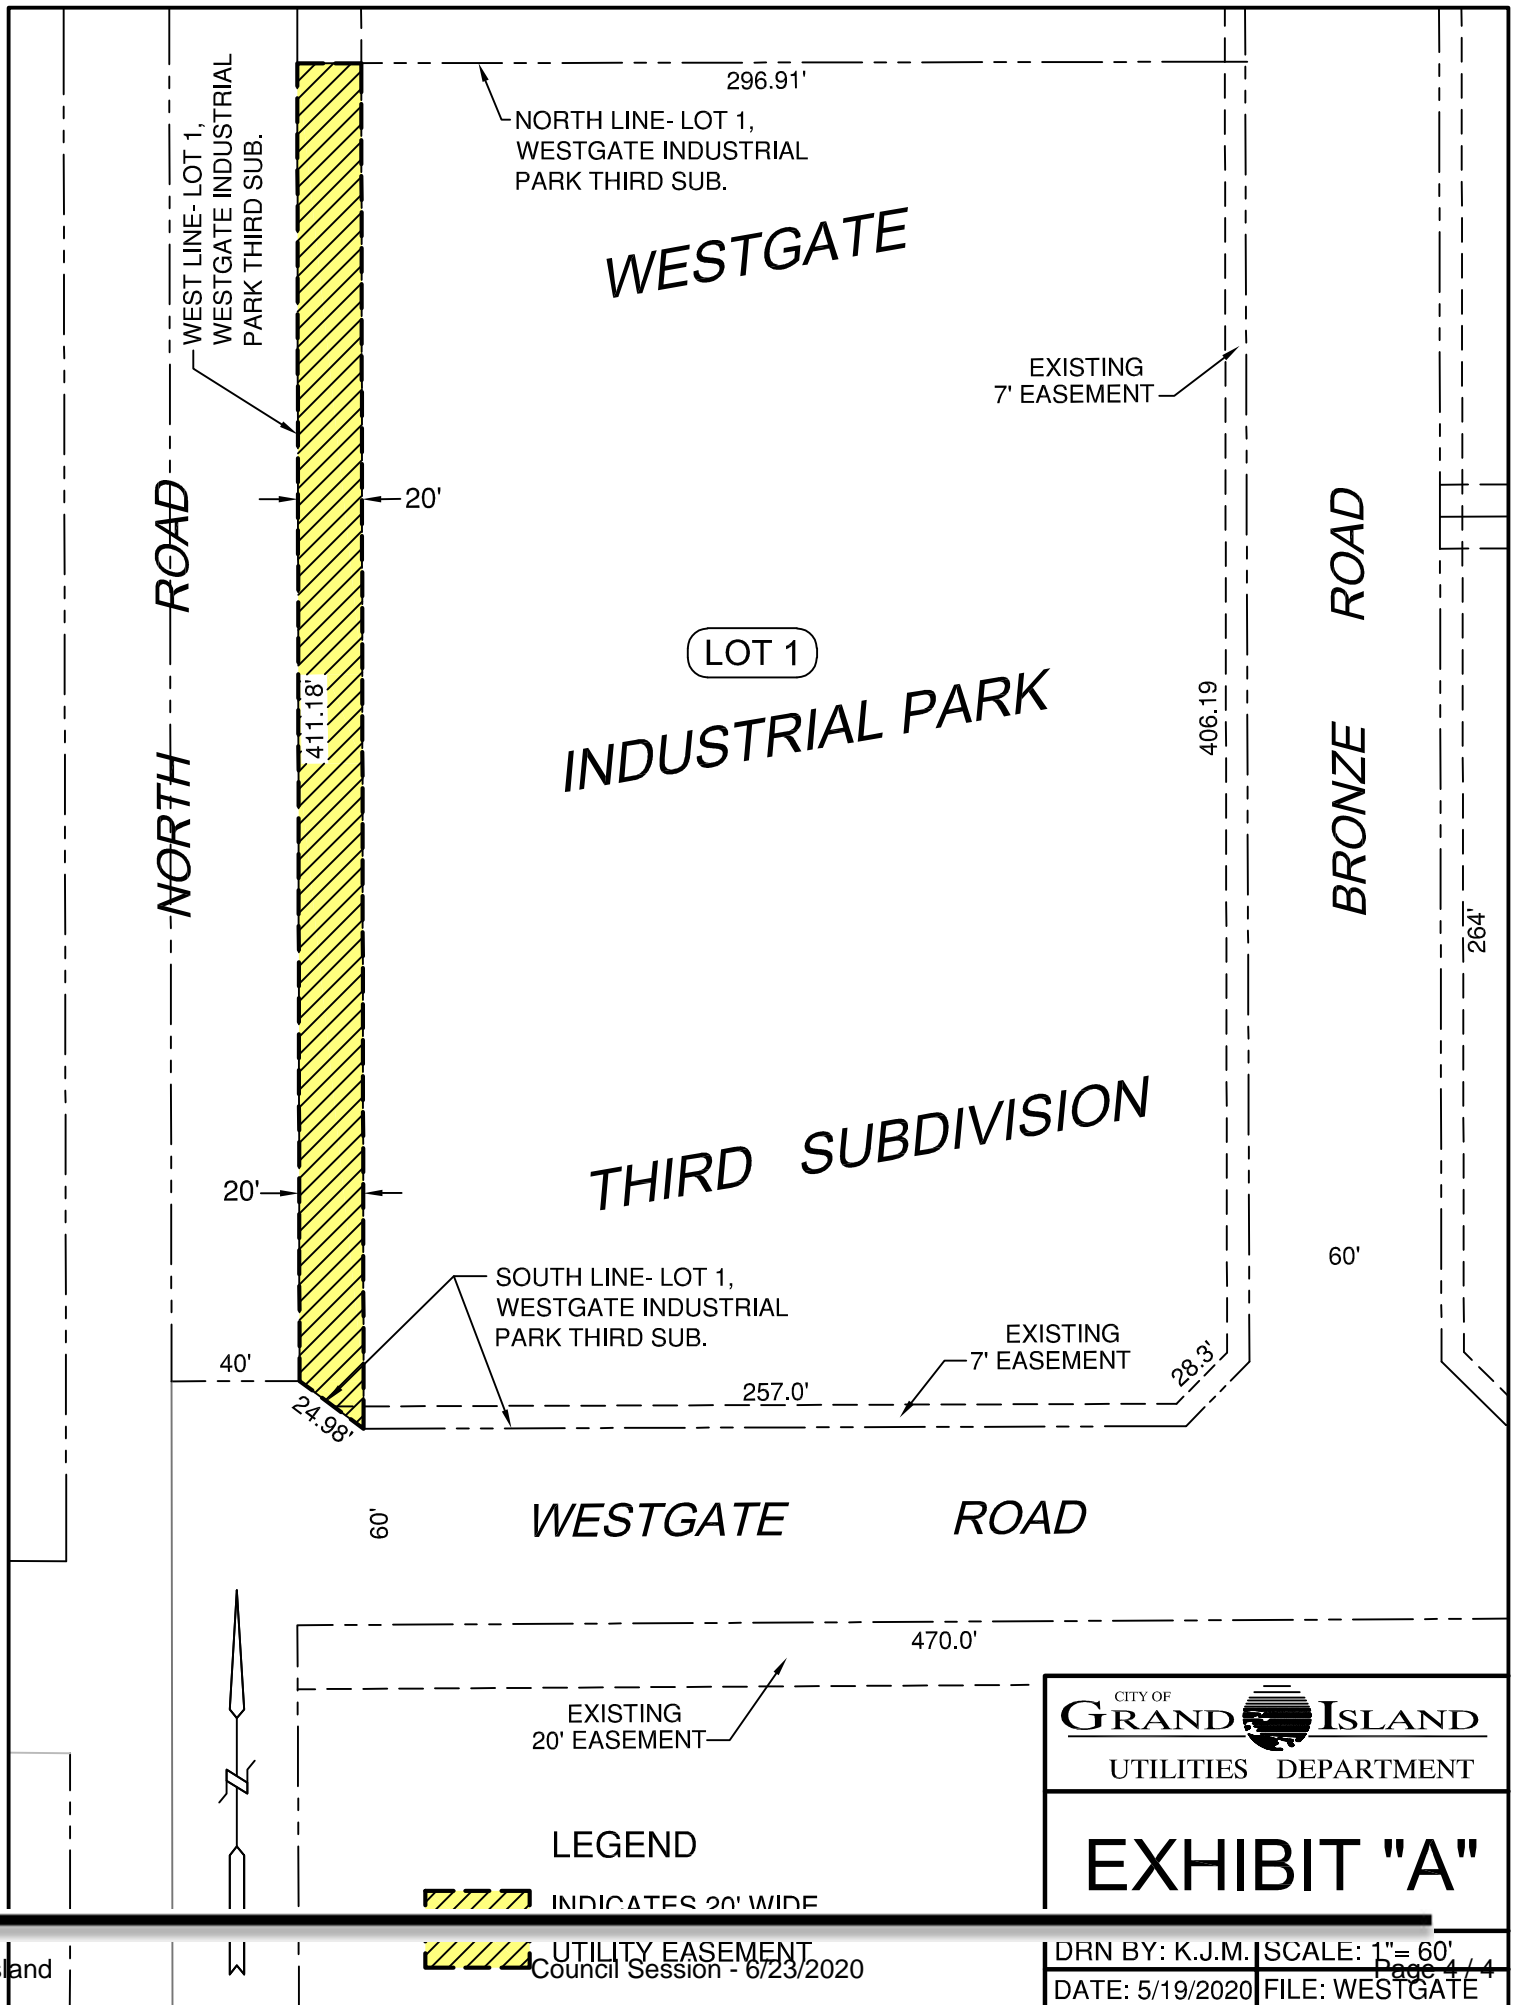 296.91'
NORTH LINE- LOT 1,
WESTGATE INDUSTRIAL
PARK THIRD SUB.
WEST LINE- LOT 1,
WESTGATE INDUSTRIAL
PARK THIRD SUB.
WESTGATE
EXISTING
7' EASEMENT
20'
NORTH ROAD
BRONZE ROAD
LOT 1
411.18'
INDUSTRIAL PARK
406.19
264'
THIRD SUBDIVISION
20'
60'
SOUTH LINE- LOT 1,
WESTGATE INDUSTRIAL
PARK THIRD SUB.
EXISTING
7' EASEMENT
28.3'
40'
257.0'
24.98'
60'
WESTGATE ROAD
470.0'
EXISTING
20' EASEMENT
CITY OF
GRAND ISLAND
UTILITIES DEPARTMENT
LEGEND
INDICATES 20' WIDE
UTILITY EASEMENT
EXHIBIT "A"
DRN BY: K.J.M.
SCALE: 1"= 60'
DATE: 5/19/2020
FILE: WESTGATE
sland
Council Session - 6/23/2020
Page 4 / 4